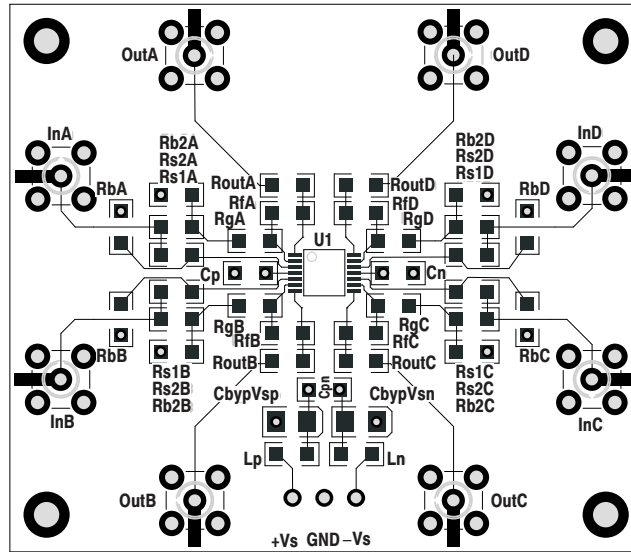 OutA
OutD
InA
InD
Rb2A
Rs2A
Rs1A
Rb2D
Rs2D
Rs1D
RbA
RbD
RoutA
RoutD
RfA
RfD
RgA
RgD
U1
Cp
Cn
RgB
RgC
RfB
RfC
RbB
RbC
RoutB
RoutC
Rs1B
Rs2B
Rb2B
Rs1C
Rs2C
Rb2C
Cpn
CbypVsp
CbypVsn
InB
InC
Lp
Ln
OutB
OutC
+Vs GND −Vs